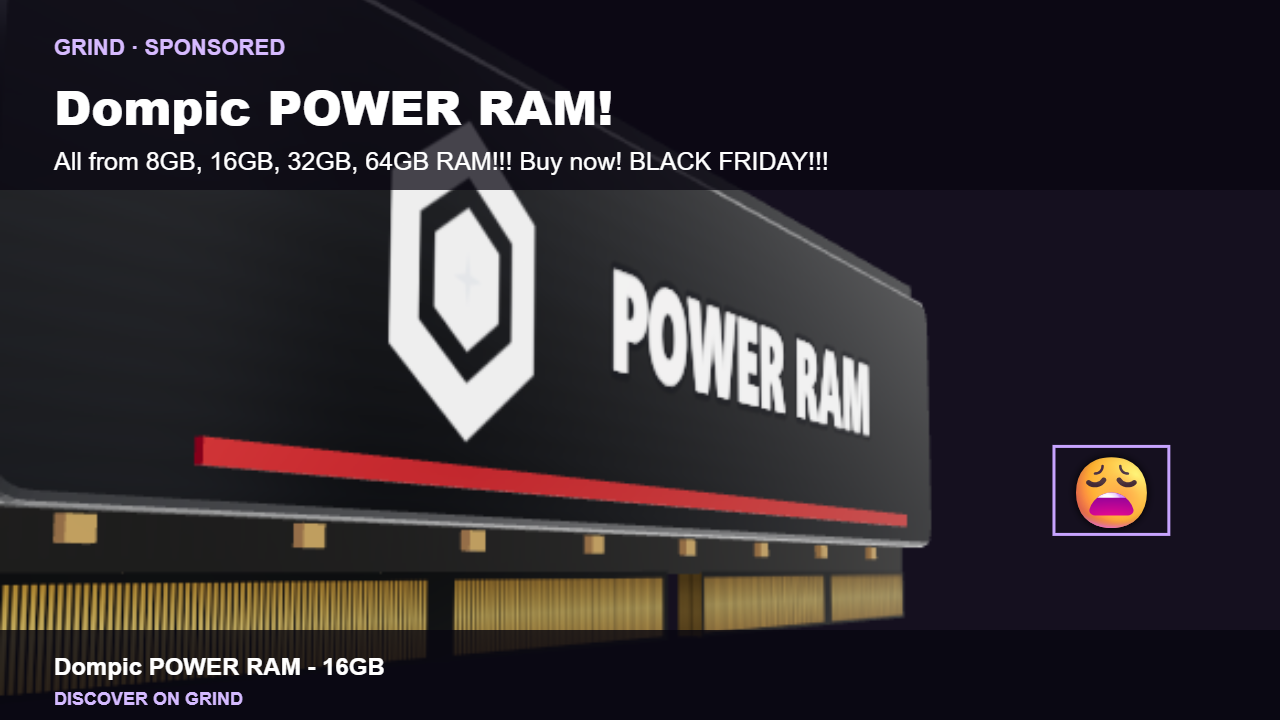 GRIND · SPONSORED
Dompic POWER RAM!
All from 8GB, 16GB, 32GB, 64GB RAM!!! Buy now! BLACK FRIDAY!!!
POWER RAM
Dompic POWER RAM - 16GB
DISCOVER ON GRIND